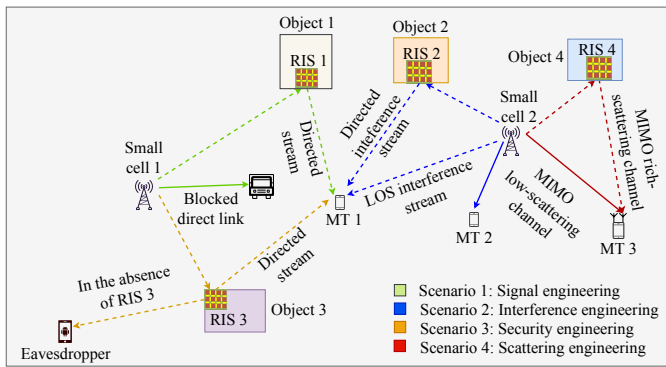 Object 1
RIS 1
Object 2
RIS 2
Object 4
RIS 4
Small
cell 1
Small
cell 2
Directed
stream
Directed
inteference
stream
MIMO rich-
scattering channel
Blocked
direct link
LOS interference
stream
MIMO
low-scattering
channel
MT 1
MT 2
MT 3
In the absence
of RIS 3
Directed
stream
RIS 3
Object 3
Eavesdropper
Scenario 1: Signal engineering
Scenario 2: Interference engineering
Scenario 3: Security engineering
Scenario 4: Scattering engineering